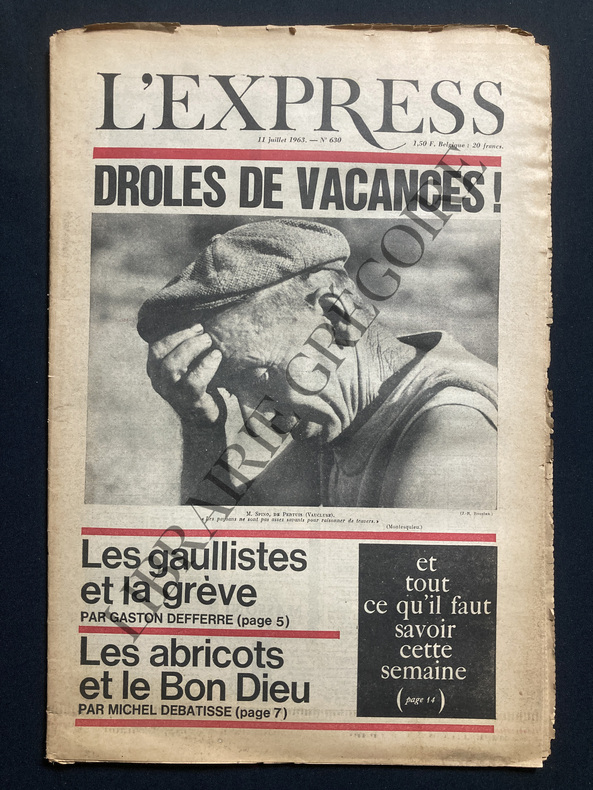 L'EXPRESS
11 juillet 1963. — N° 630
1,50 F. Belgique : 20 francs.
DROLES DE VACANCES !
M. SPINO, DE PERTUIS (VAUCLUSE).
« Les paysans ne sont pas assez savants pour raisonner de travers. »
(Montesquieu.)
Les gaullistes
et la grève
PAR GASTON DEFFERRE (page 5)
Les abricots
et le Bon Dieu
PAR MICHEL DEBATISSE (page 7)
et
tout
ce qu'il faut
savoir
cette
semaine
(page 14)
LIBRAIRIE GREGOIRE